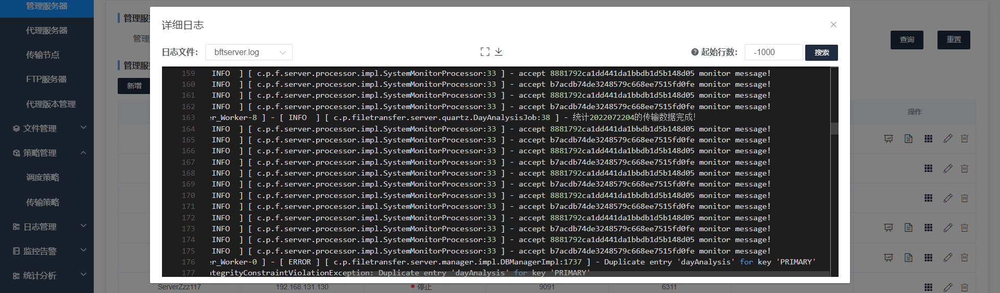 管理服务器
代理服务器
传输节点
FTP服务器
代理版本管理
文件管理
策略管理
调度策略
传输策略
日志管理
监控告警
统计分析
管理服
管理
查询
重置
管理服
新增
操作
详细日志
日志文件：
bftserver.log
起始行数：
-1000
搜索
159 INFO ] [ c.p.f.server.processor.impl.SystemMonitorProcessor:33 ] - accept 8881792ca1dd441da1bbdb1d5b148d05 monitor message!
160 INFO ] [ c.p.f.server.processor.impl.SystemMonitorProcessor:33 ] - accept b7acdb74de3248579c668ee7515fd0fe monitor message!
161 INFO ] [ c.p.f.server.processor.impl.SystemMonitorProcessor:33 ] - accept 8881792ca1dd441da1bbdb1d5b148d05 monitor message!
162 INFO ] [ c.p.f.server.processor.impl.SystemMonitorProcessor:33 ] - accept b7acdb74de3248579c668ee7515fd0fe monitor message!
163 er_Worker-8 ] - [ INFO ] [ c.p.filetransfer.server.quartz.DayAnalysisJob:38 ] - 统计2022072204的传输数据完成!
164 INFO ] [ c.p.f.server.processor.impl.SystemMonitorProcessor:33 ] - accept 8881792ca1dd441da1bbdb1d5b148d05 monitor message!
165 INFO ] [ c.p.f.server.processor.impl.SystemMonitorProcessor:33 ] - accept b7acdb74de3248579c668ee7515fd0fe monitor message!
166 INFO ] [ c.p.f.server.processor.impl.SystemMonitorProcessor:33 ] - accept 8881792ca1dd441da1bbdb1d5b148d05 monitor message!
167 INFO ] [ c.p.f.server.processor.impl.SystemMonitorProcessor:33 ] - accept b7acdb74de3248579c668ee7515fd0fe monitor message!
168 INFO ] [ c.p.f.server.processor.impl.SystemMonitorProcessor:33 ] - accept 8881792ca1dd441da1bbdb1d5b148d05 monitor message!
169 INFO ] [ c.p.f.server.processor.impl.SystemMonitorProcessor:33 ] - accept b7acdb74de3248579c668ee7515fd0fe monitor message!
170 INFO ] [ c.p.f.server.processor.impl.SystemMonitorProcessor:33 ] - accept 8881792ca1dd441da1bbdb1d5b148d05 monitor message!
171 INFO ] [ c.p.f.server.processor.impl.SystemMonitorProcessor:33 ] - accept b7acdb74de3248579c668ee7515fd0fe monitor message!
172 INFO ] [ c.p.f.server.processor.impl.SystemMonitorProcessor:33 ] - accept 8881792ca1dd441da1bbdb1d5b148d05 monitor message!
173 INFO ] [ c.p.f.server.processor.impl.SystemMonitorProcessor:33 ] - accept b7acdb74de3248579c668ee7515fd0fe monitor message!
174 INFO ] [ c.p.f.server.processor.impl.SystemMonitorProcessor:33 ] - accept 8881792ca1dd441da1bbdb1d5b148d05 monitor message!
175 INFO ] [ c.p.f.server.processor.impl.SystemMonitorProcessor:33 ] - accept b7acdb74de3248579c668ee7515fd0fe monitor message!
176 er_Worker-0 ] - [ ERROR ] [ c.p.filetransfer.server.manager.impl.DBManagerImpl:1737 ] - Duplicate entry 'dayAnalysis' for key 'PRIMARY'
177 ntegrityConstraintViolationException: Duplicate entry 'dayAnalysis' for key 'PRIMARY'
ServerZzz117 192.168.131.130 停止 9091 6311